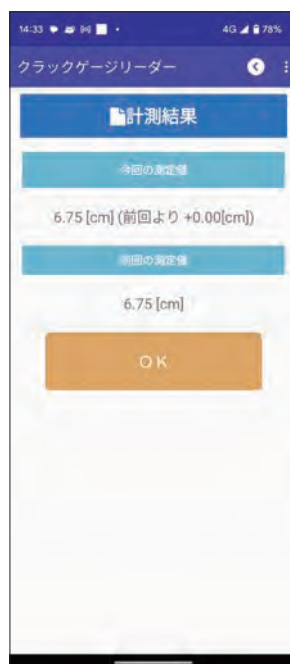 14:33
4G 78%
クラックゲージリーダー
計測結果
今回の測定値
6.75 [cm] (前回より +0.00[cm])
前回の測定値
6.75 [cm]
OK